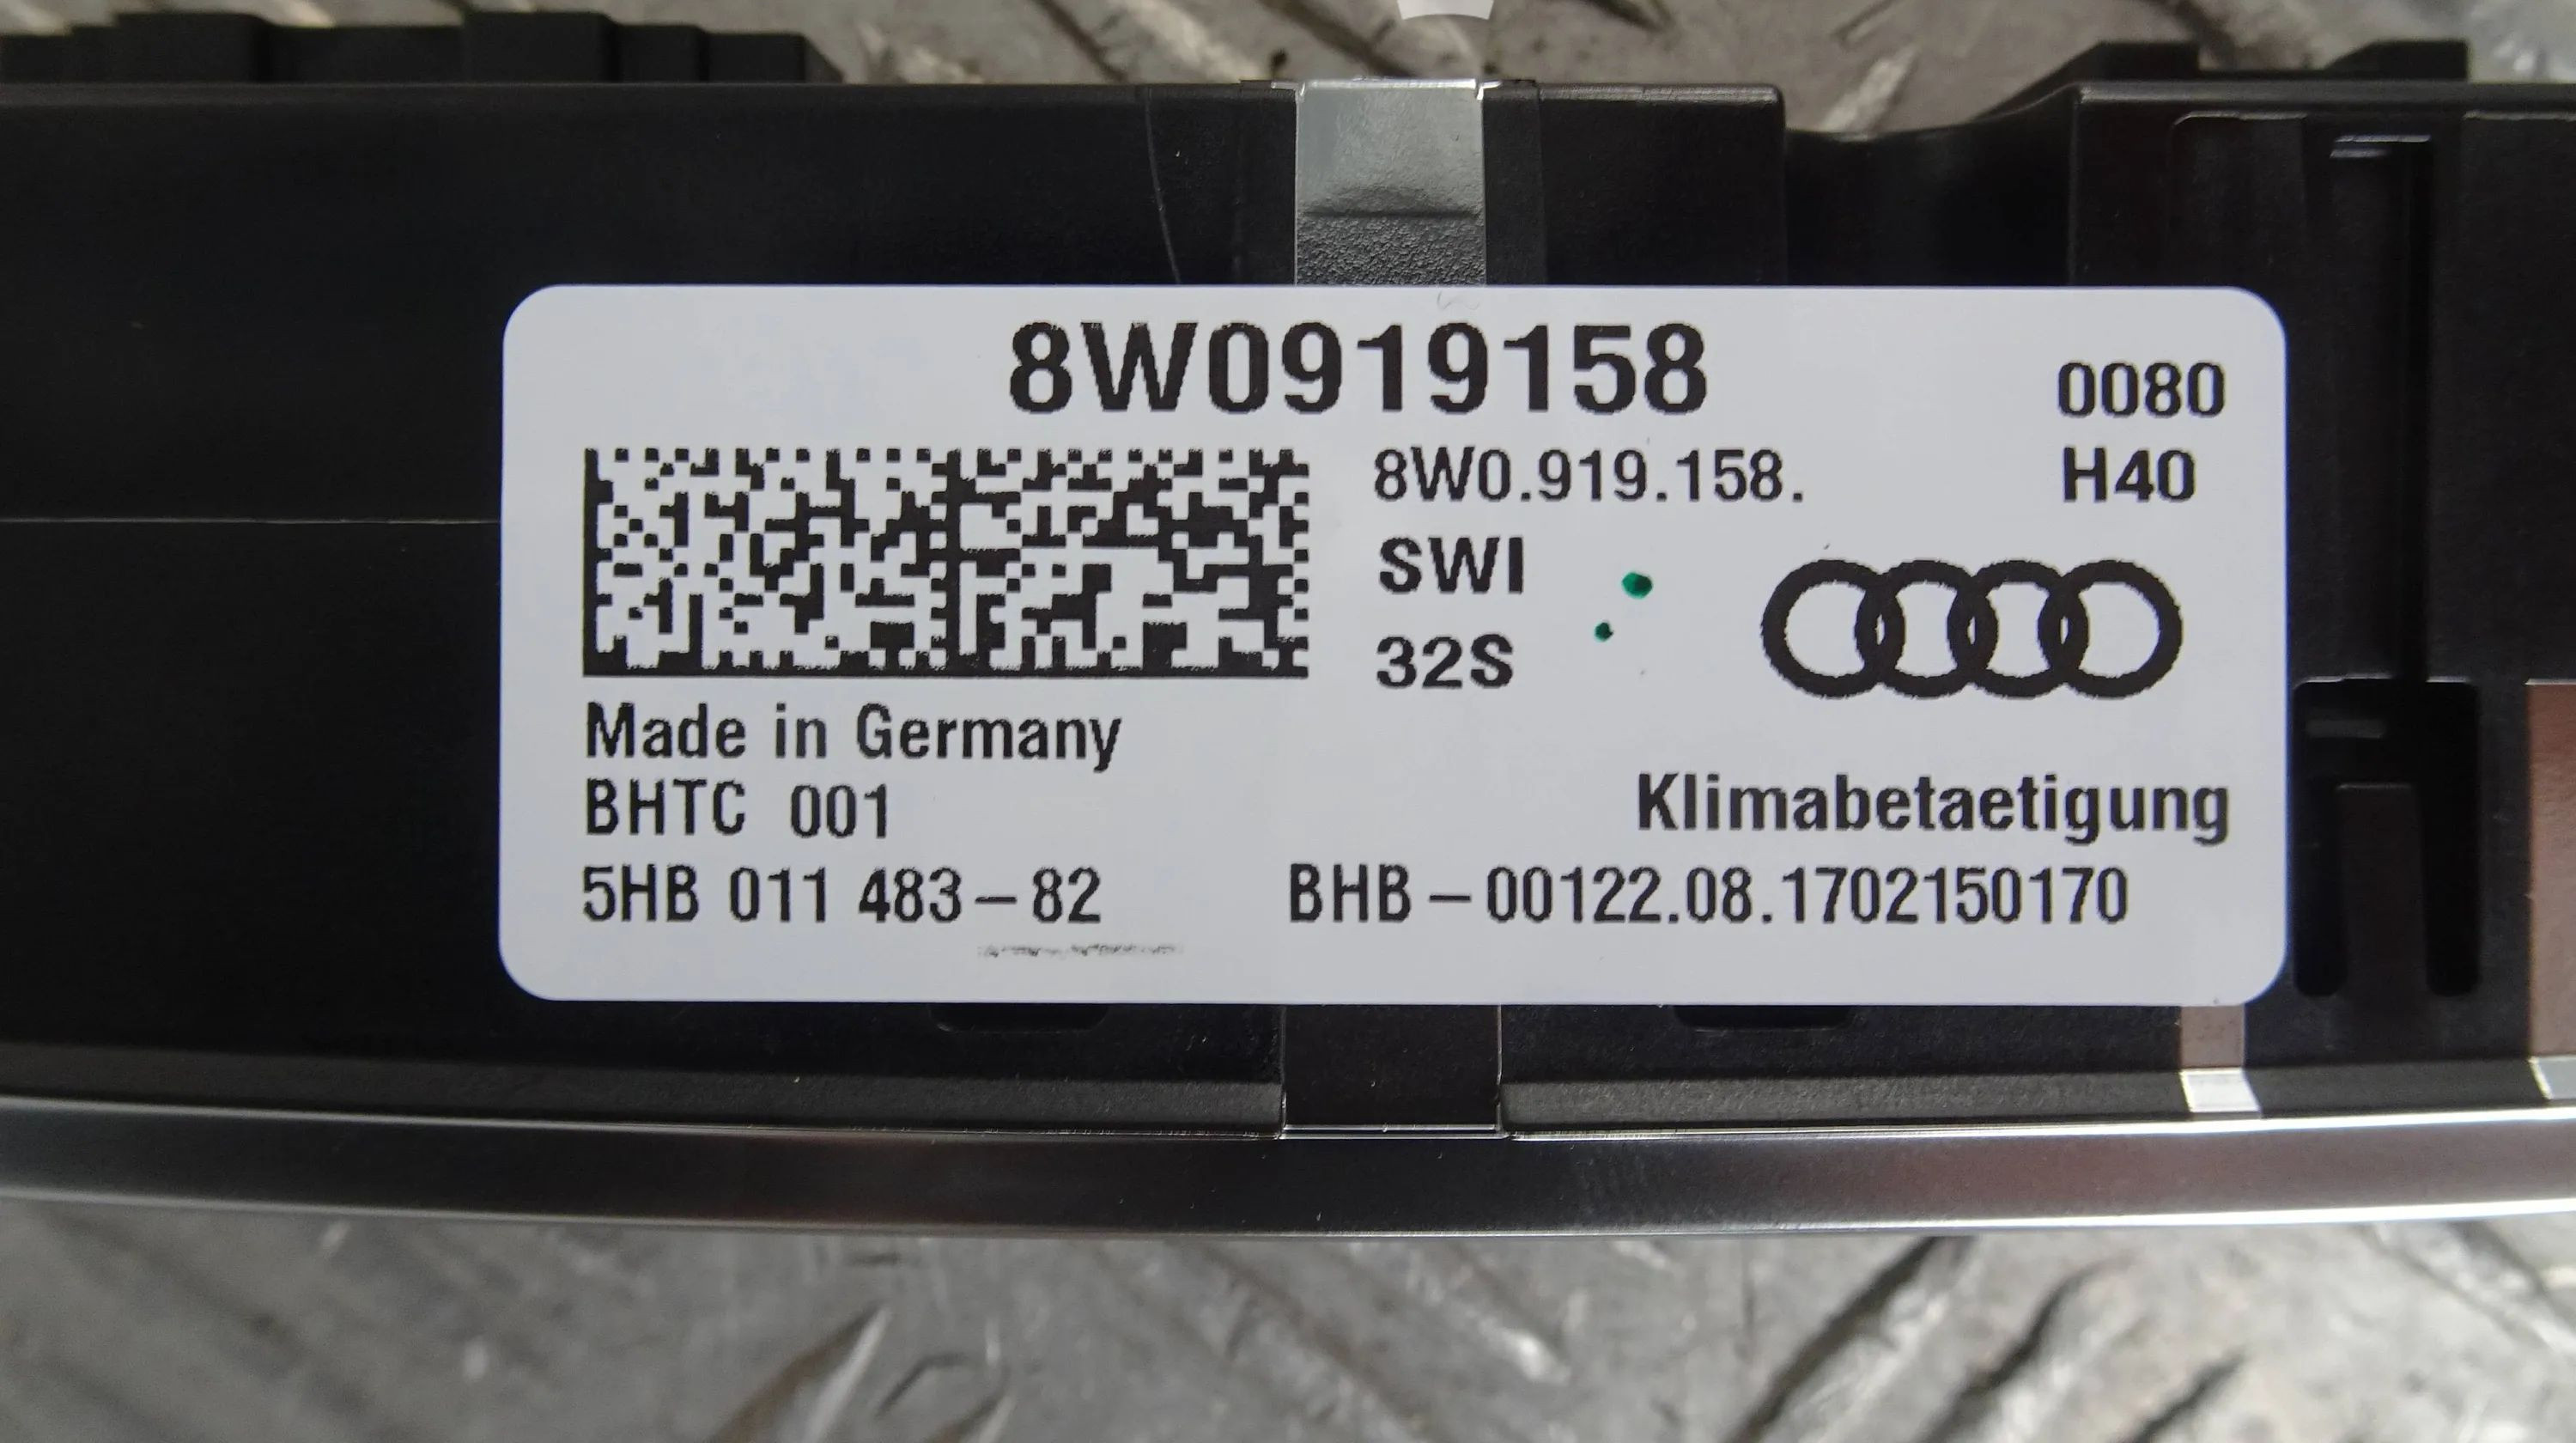 8W0919158
0080
8W0.919.158.
H40
SWI
32S
Made in Germany
BHTC 001
Klimabetaetigung
5HB 011 483-82
BHB-00122.08.1702150170